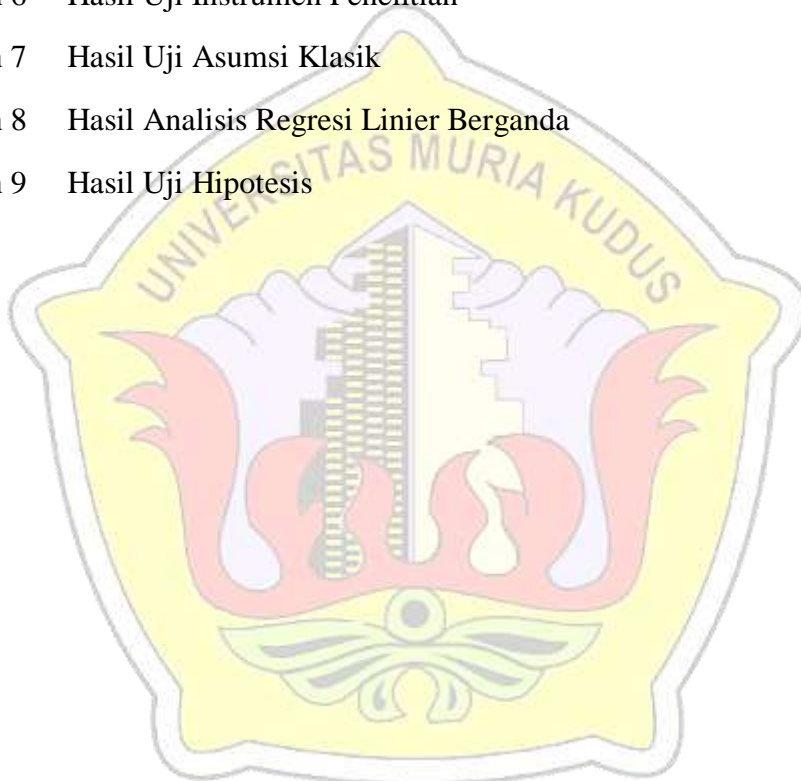 6 Hasil Uji Instrumen Penelitian
7 Hasil Uji Asumsi Klasik
8 Hasil Analisis Regresi Linier Berganda
9 Hasil Uji Hipotesis
UNIVERSITAS MURIA KUDUS